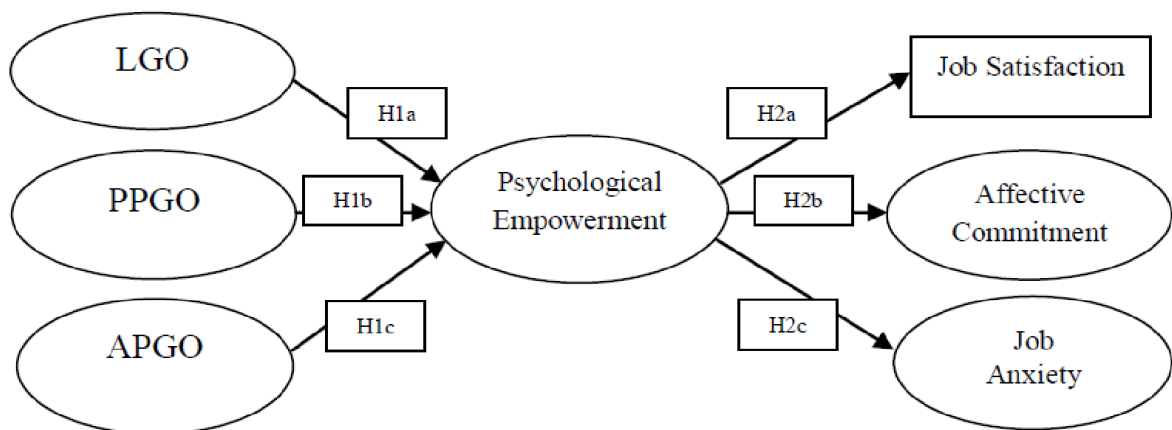 LGO
PPGO
APGO
H1a
H1b
H1c
Psychological
Empowerment
H2a
H2b
H2c
Job Satisfaction
Affective
Commitment
Job
Anxiety